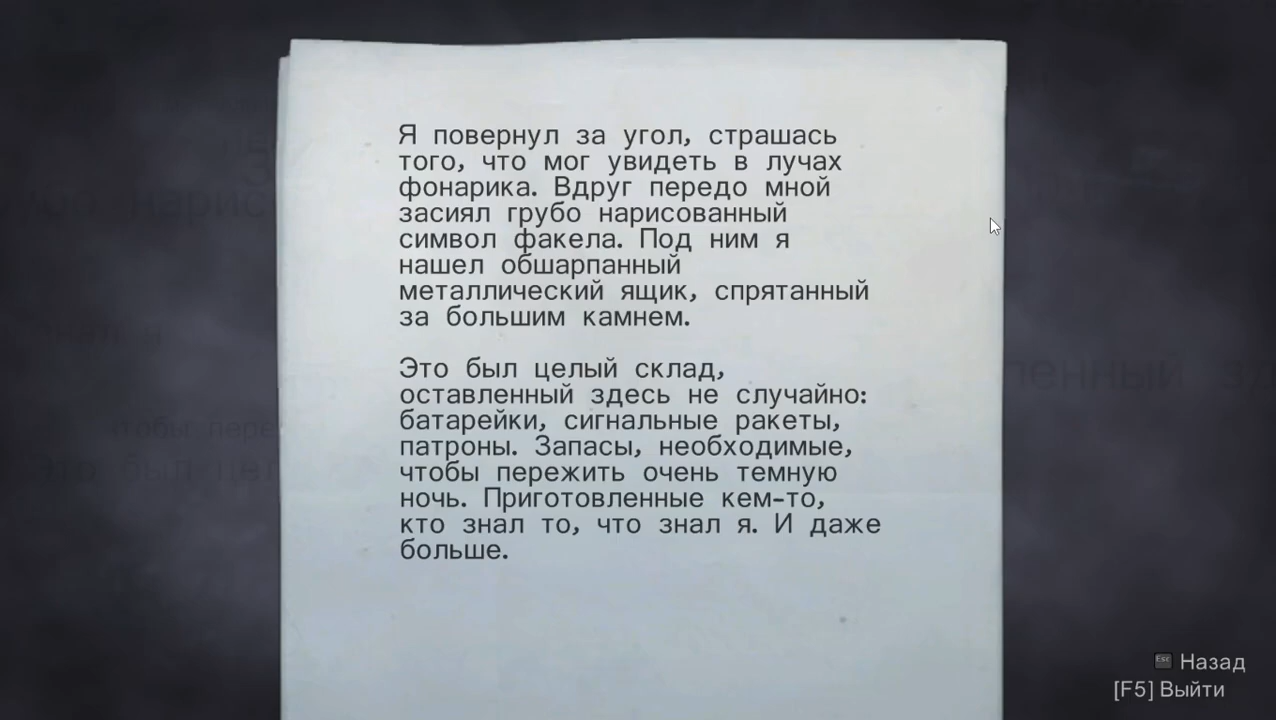 Я повернул за угол, страшась
того, что мог увидеть в лучах
фонарика. Вдруг передо мной
засиял грубо нарисованный
символ факела. Под ним я
нашел обшарпанный
металлический ящик, спрятанный
за большим камнем.
Это был целый склад,
оставленный здесь не случайно:
батарейки, сигнальные ракеты,
патроны. Запасы, необходимые,
чтобы пережить очень темную
ночь. Приготовленные кем-то,
кто знал то, что знал я. И даже
больше.
Esc Назад
[F5] Выйти